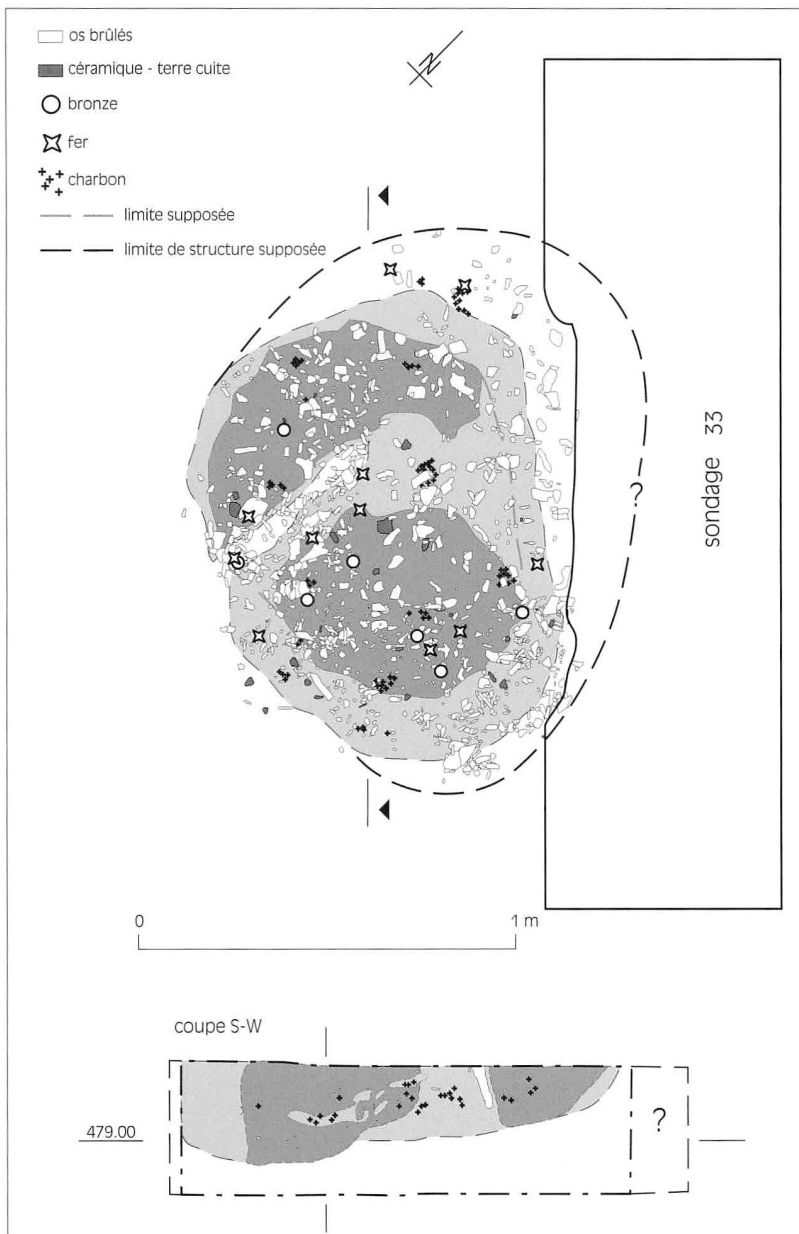 os brûlés
céramique - terre cuite
bronze
fer
charbon
limite supposée
limite de structure supposée
N
?
sondage 33
0
1 m
coupe S-W
479.00
?